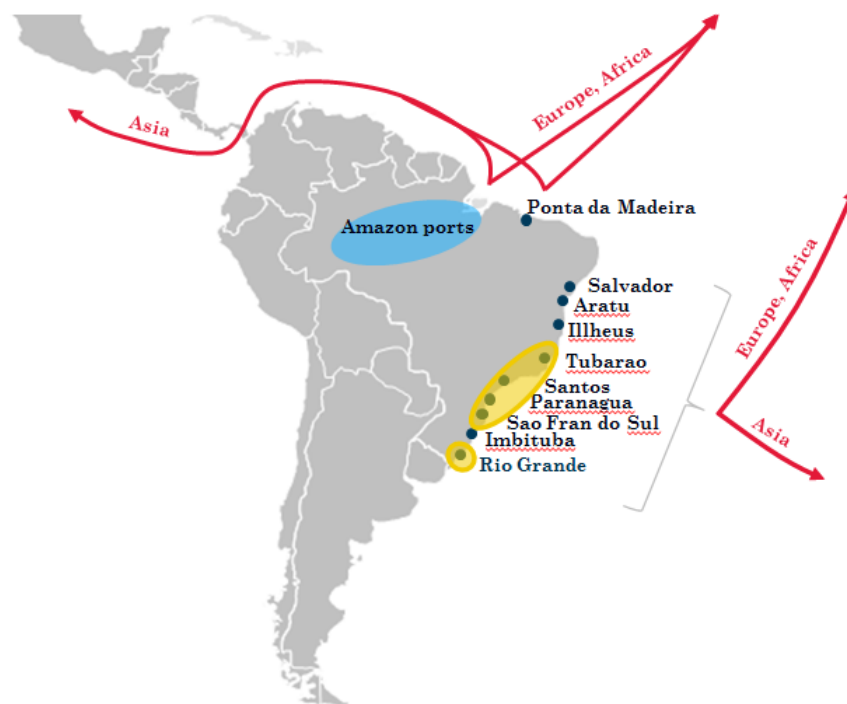 Europe, Africa
Asia
Ponta da Madeira
Amazon ports
Salvador
Aratu
Illheus
Europe, Africa
Tubarao
Santos
Paranagua
Sao Fran do Sul
Asia
Imbituba
Rio Grande